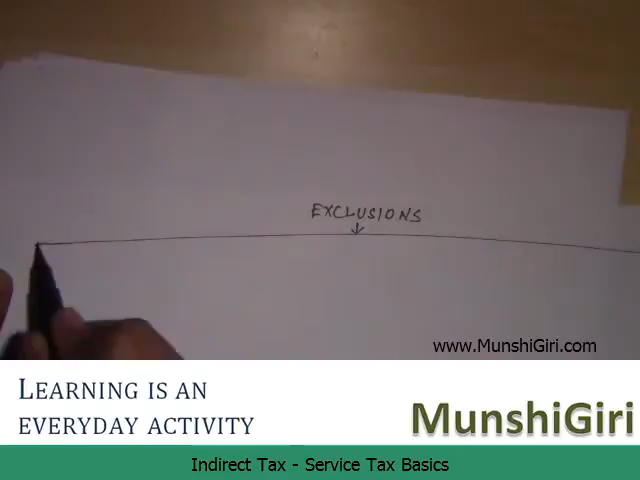 EXCLUSIONS
www.MunshiGiri.com
LEARNING IS AN
EVERYDAY ACTIVITY
MunshiGiri
Indirect Tax - Service Tax Basics